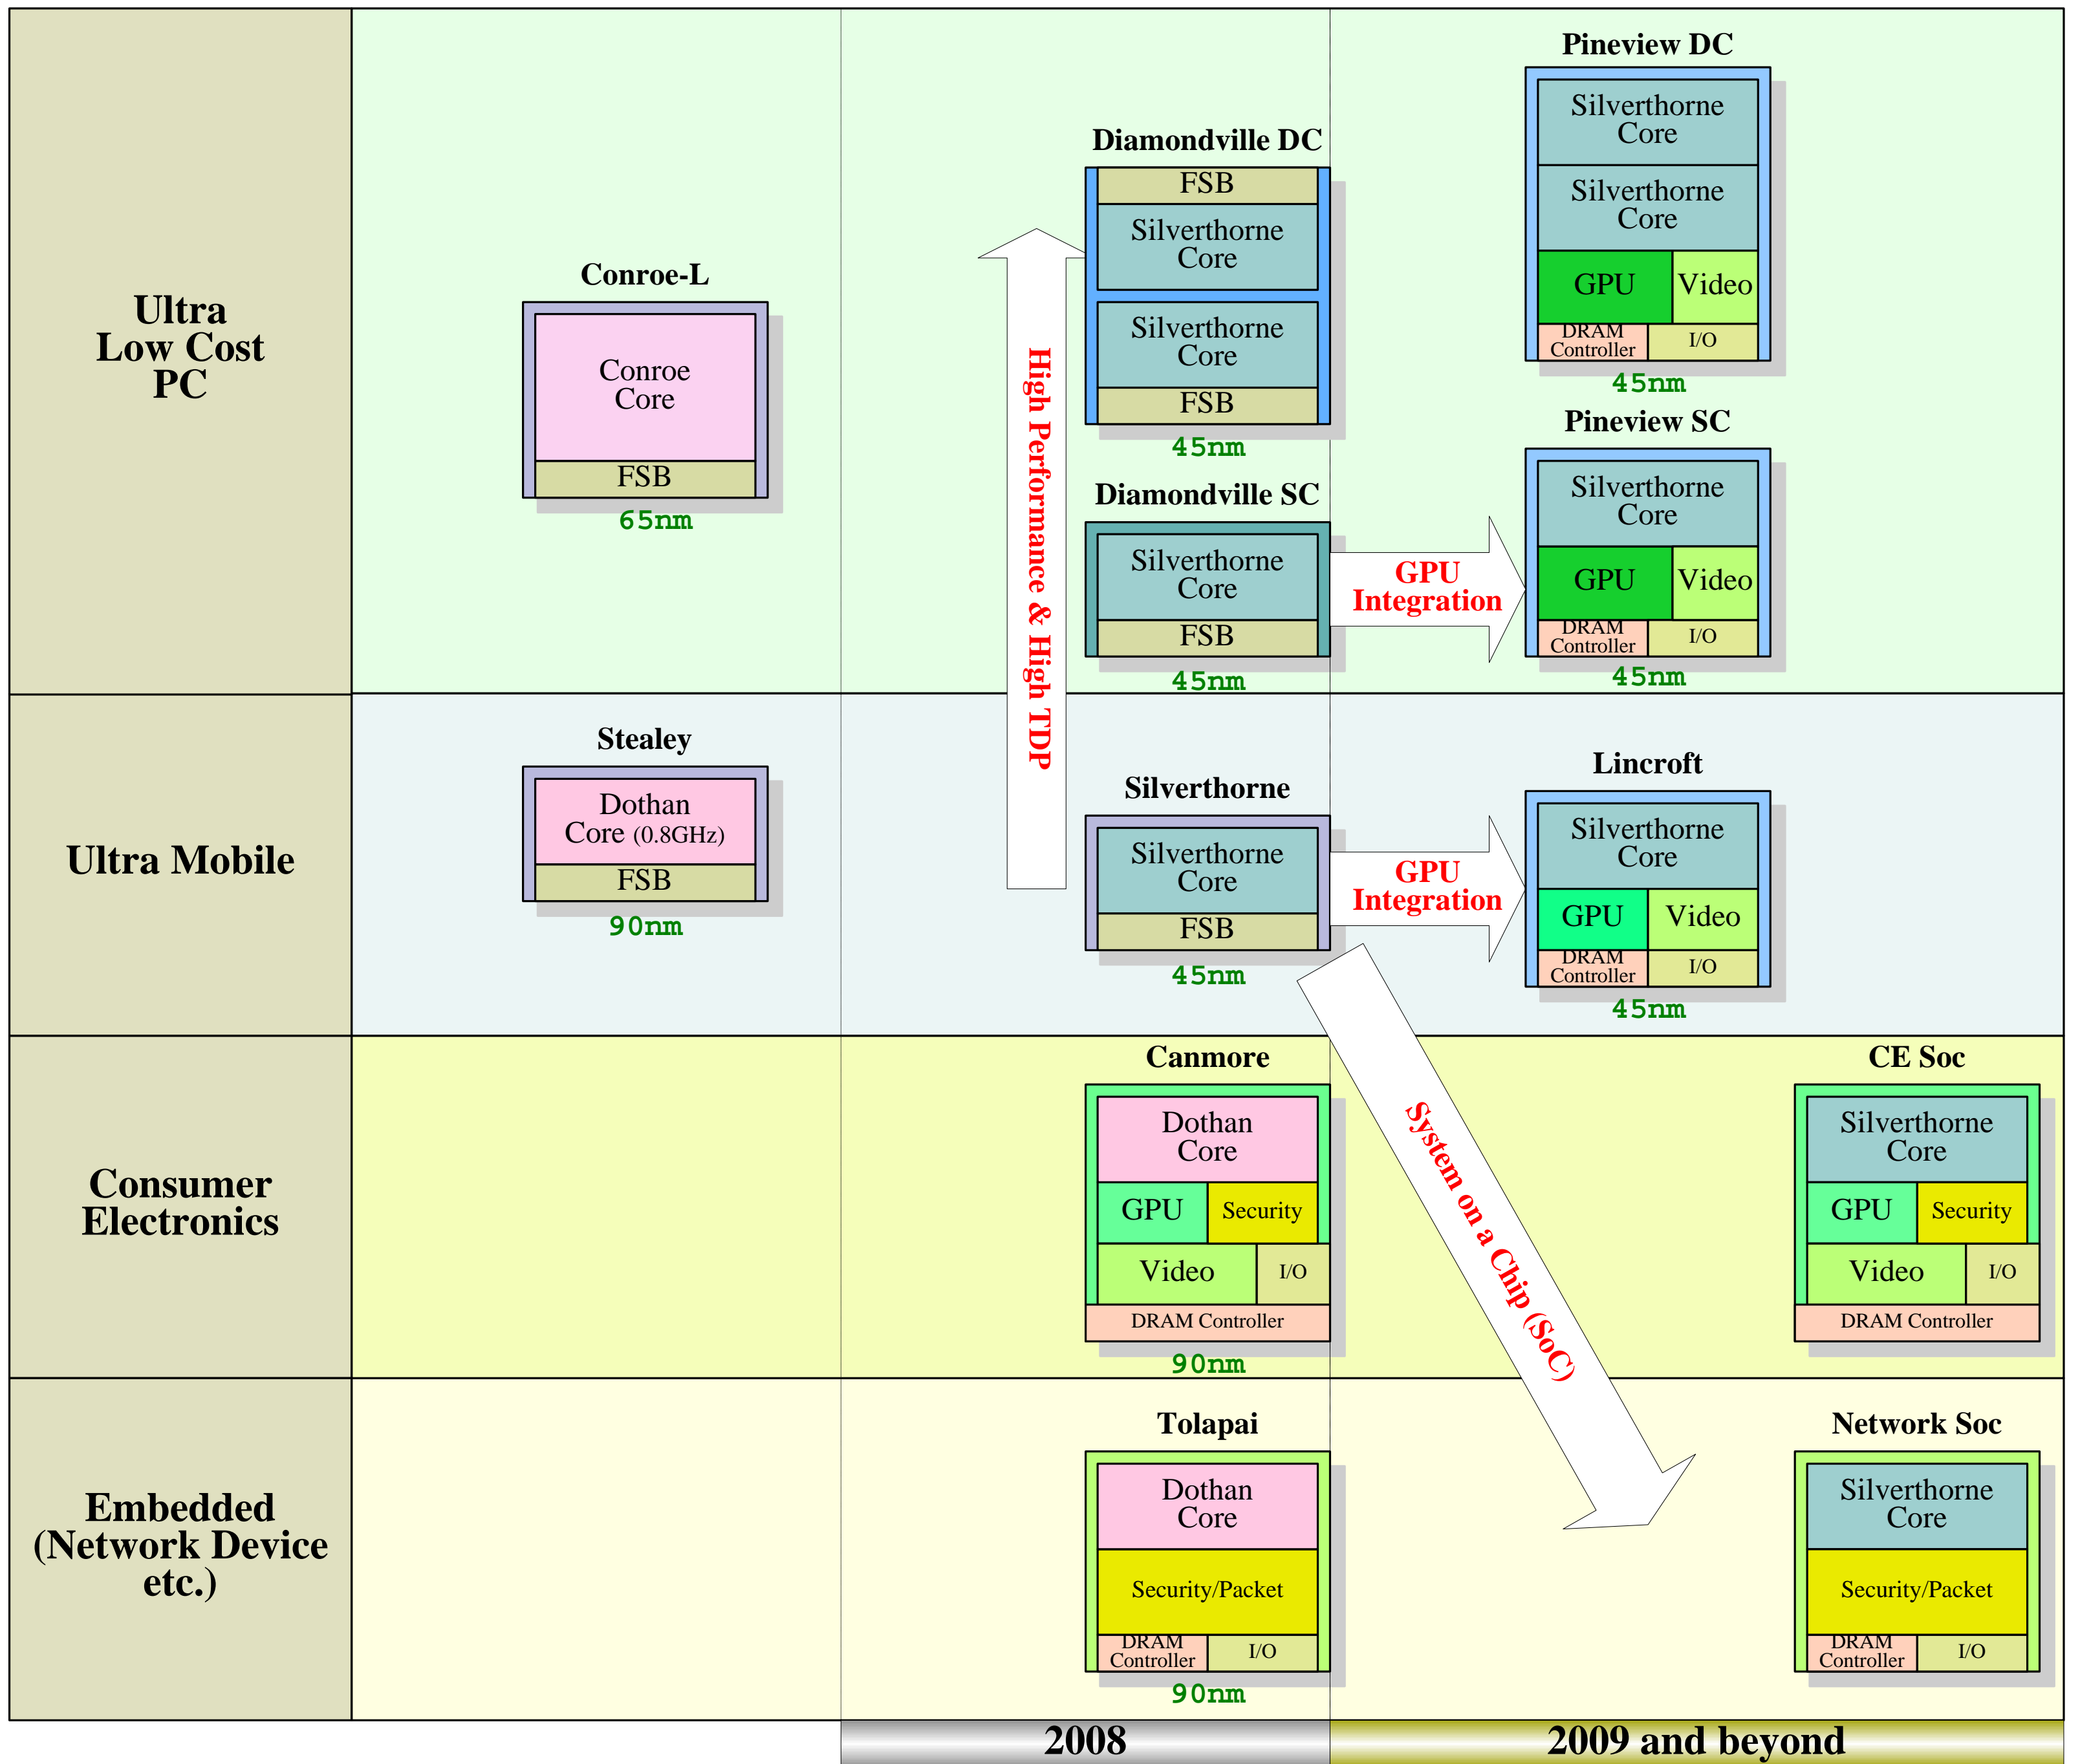 Ultra
Low Cost
PC
Conroe-L
Conroe
Core
FSB
65nm
High Performance & High TDP
Diamondville DC
FSB
Silverthorne
Core
Silverthorne
Core
FSB
45nm
Diamondville SC
Silverthorne
Core
FSB
45nm
GPU
Integration
Pineview DC
Silverthorne
Core
Silverthorne
Core
GPU
Video
DRAM
Controller
I/O
45nm
Pineview SC
Silverthorne
Core
GPU
Video
DRAM
Controller
I/O
45nm
Ultra Mobile
Stealey
Dothan
Core (0.8GHz)
FSB
90nm
Silverthorne
Silverthorne
Core
FSB
45nm
GPU
Integration
Lincroft
Silverthorne
Core
GPU
Video
DRAM
Controller
I/O
45nm
Consumer
Electronics
Canmore
Dothan
Core
GPU
Security
Video
I/O
DRAM Controller
90nm
System on a Chip (SoC)
CE Soc
Silverthorne
Core
GPU
Security
Video
I/O
DRAM Controller
Embedded
(Network Device
etc.)
Tolapai
Dothan
Core
Security/Packet
DRAM
Controller
I/O
90nm
Network Soc
Silverthorne
Core
Security/Packet
DRAM
Controller
I/O
2008
2009 and beyond